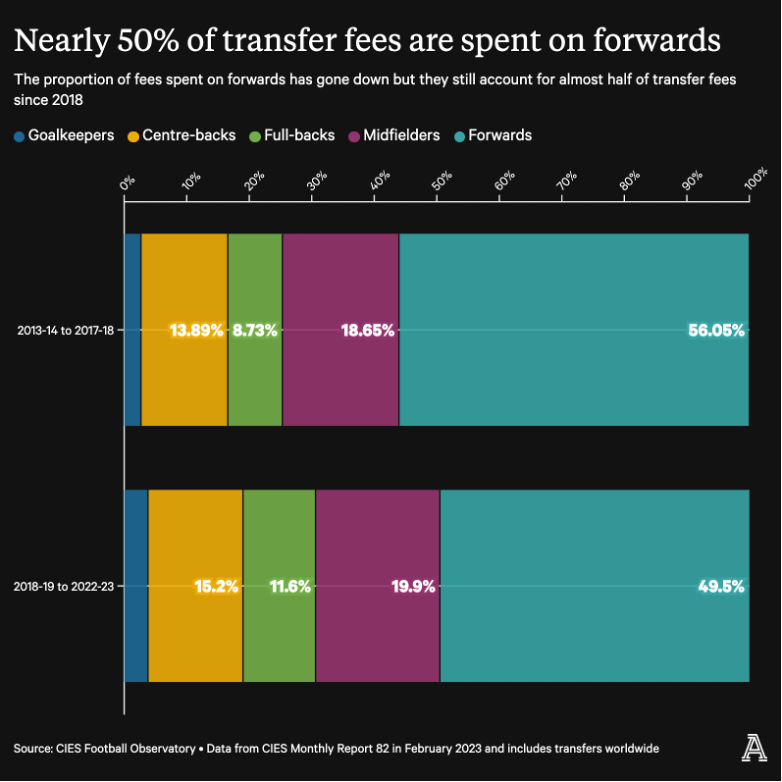 Nearly 50% of transfer fees are spent on forwards
The proportion of fees spent on forwards has gone down but they still account for almost half of transfer fees
since 2018
Goalkeepers Centre-backs Full-backs Midfielders Forwards
0% 10% 20% 30% 40% 50% 60% 70% 80% 90% 100%
2013-14 to 2017-18 13.89% 8.73% 18.65% 56.05%
2018-19 to 2022-23 15.2% 11.6% 19.9% 49.5%
Source: CIES Football Observatory • Data from CIES Monthly Report 82 in February 2023 and includes transfers worldwide
A